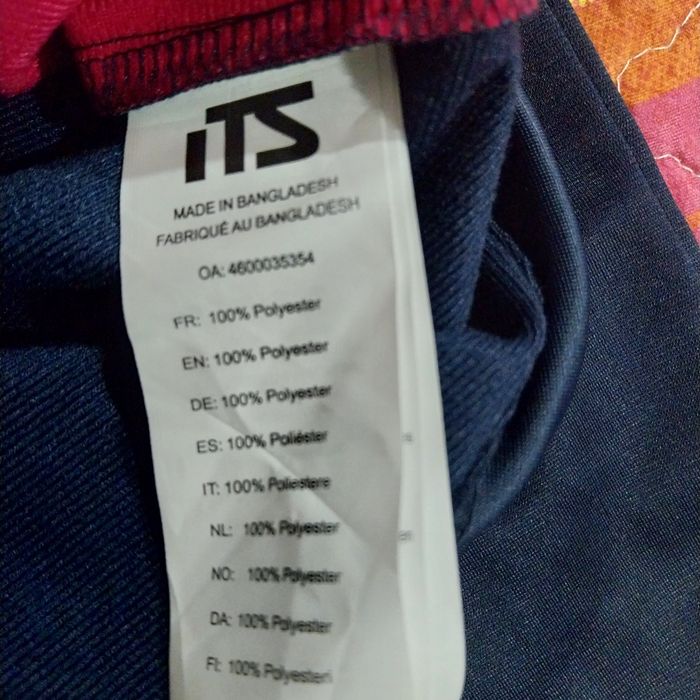 ITS
MADE IN BANGLADESH
FABRIQUÉ AU BANGLADESH
OA: 4600035354
FR: 100% Polyester
EN: 100% Polyester
DE: 100% Polyester
ES: 100% Poliéster
IT: 100% Poliestere
NL: 100% Polyester
NO: 100% Polyester
DA: 100% Polyester
FI: 100% Polyesteri